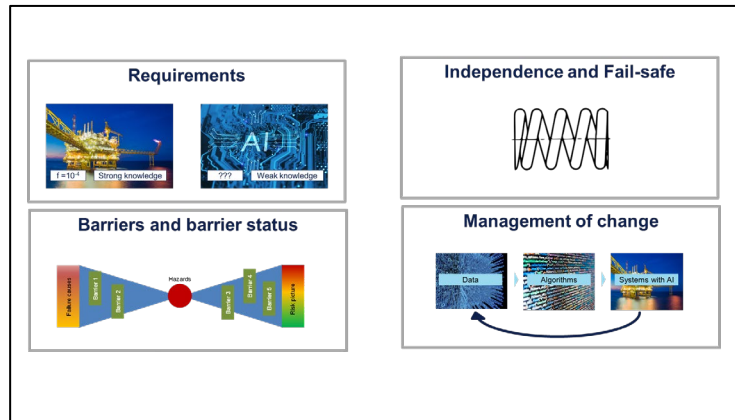 Requirements
AI
f =10⁻⁴ Strong knowledge
??? Weak knowledge
Independence and Fail-safe
Barriers and barrier status
Failure causes
Barrier 1
Barrier 2
Hazards
Barrier 3
Barrier 4
Barrier 5
Risk picture
Management of change
Data
Algorithms
Systems with AI